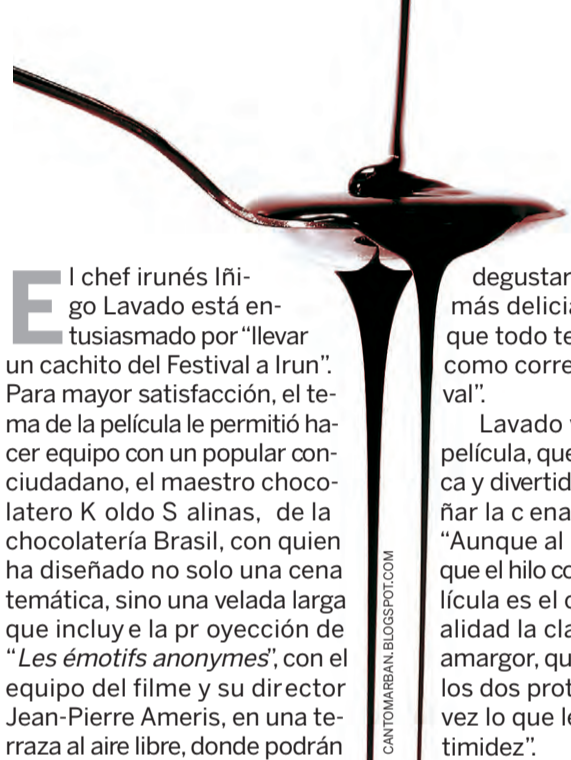 El chef irunés Iñi-
go Lavado está en-
tusiasmado por “llevar
un cachito del Festival a Irun”.
Para mayor satisfacción, el te-
ma de la película le permitió ha-
cer equipo con un popular con-
ciudadano, el maestro choco-
latero K oldo S alinas, de la
chocolatería Brasil, con quien
ha diseñado no solo una cena
temática, sino una velada larga
que incluy e la pr oyección de
“Les émotifs anonymes”, con el
equipo del filme y su director
Jean-Pierre Ameris, en una te-
rraza al aire libre, donde podrán
CANTOMARBAN.BLOGSPOT.COM
degustar
más delici
que todo te
como corre
val”.
Lavado
película, que
ca y divertid
ñar la c ena
“Aunque al
que el hilo co
lícula es el
alidad la cla
amargor, qu
los dos prot
vez lo que le
timidez”.